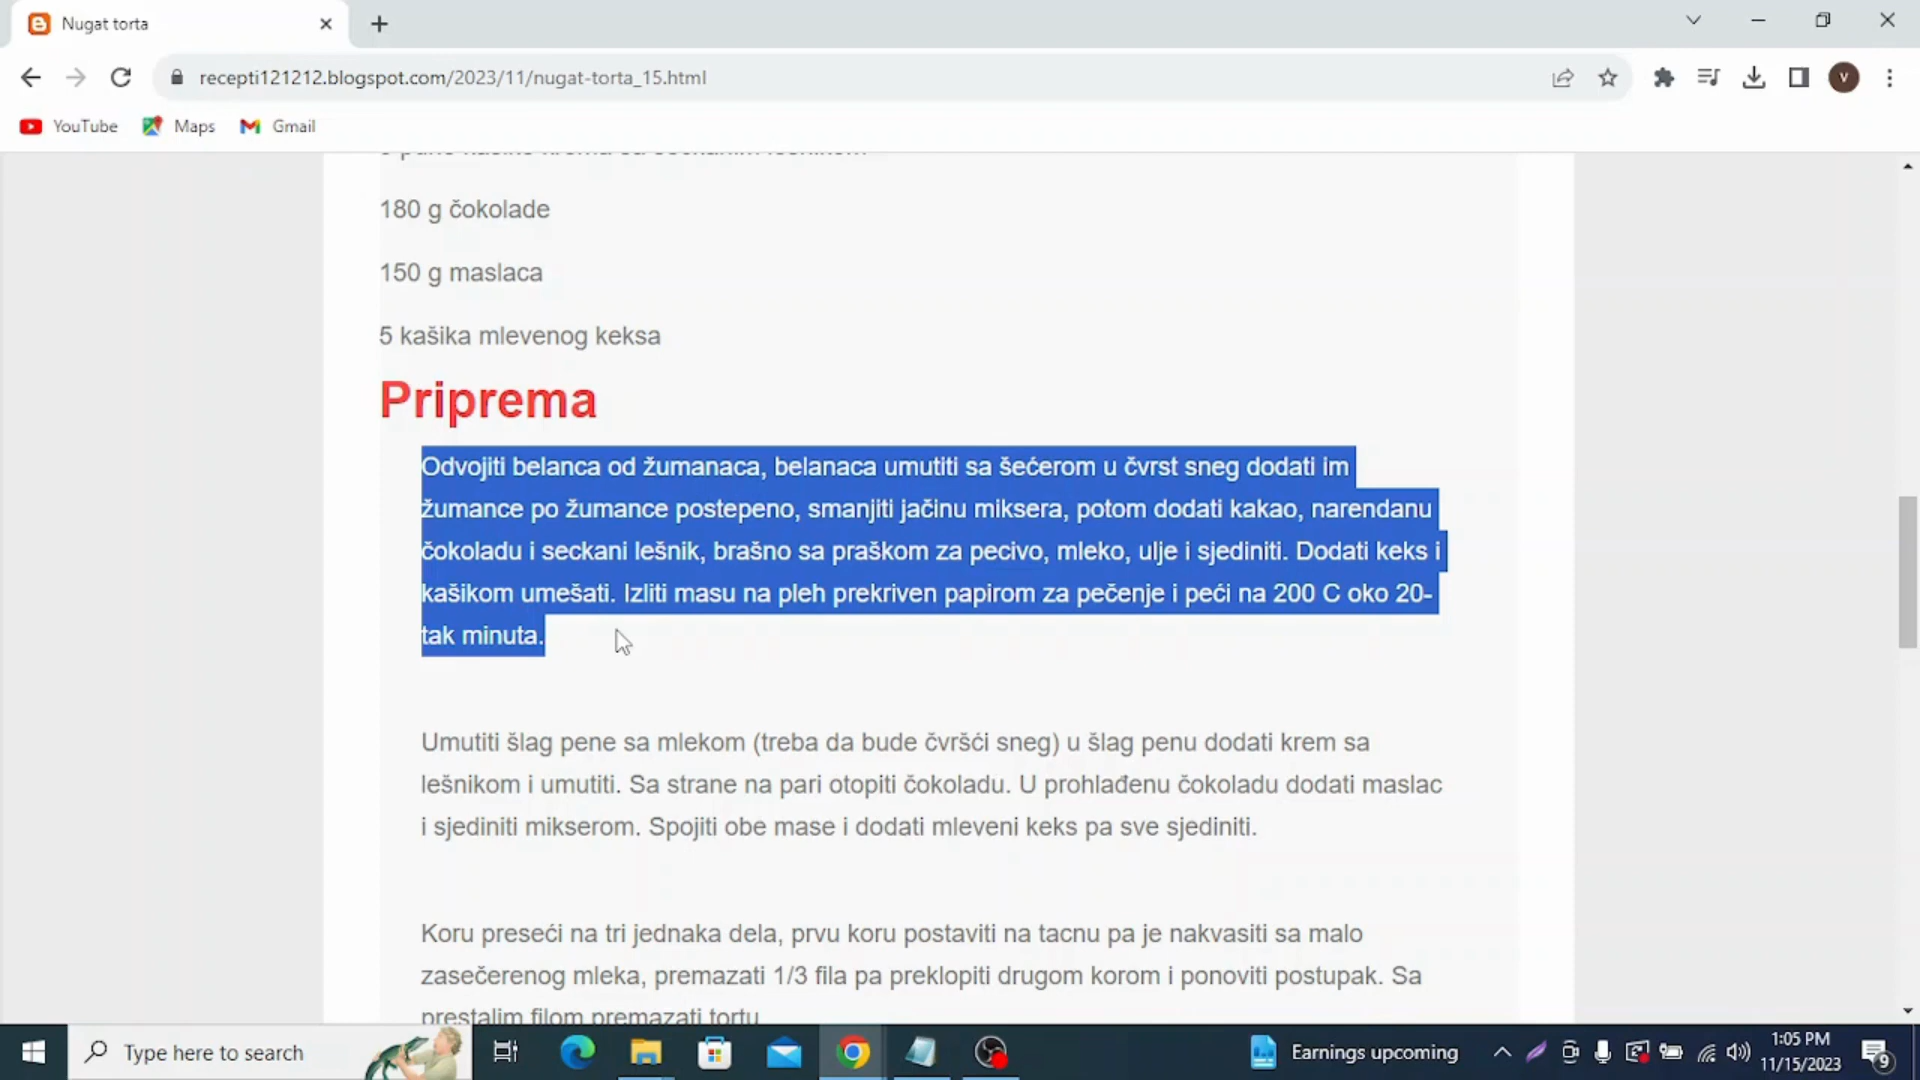 Nugat torta
recepti121212.blogspot.com/2023/11/nugat-torta_15.html
V
YouTube
Maps
Gmail
180 g čokolade
150 g maslaca
5 kašika mlevenog keksa
Priprema
Odvojiti belanca od žumanaca, belanaca umutiti sa šećerom u čvrst sneg dodati im
žumance po žumance postepeno, smanjiti jačinu miksera, potom dodati kakao, narendanu
čokoladu i seckani lešnik, brašno sa praškom za pecivo, mleko, ulje i sjediniti. Dodati keks i
kašikom umešati. Izliti masu na pleh prekriven papirom za pečenje i peći na 200 C oko 20-
tak minuta.
Umutiti šlag pene sa mlekom (treba da bude čvršći sneg) u šlag penu dodati krem sa
lešnikom i umutiti. Sa strane na pari otopiti čokoladu. U prohlađenu čokoladu dodati maslac
i sjediniti mikserom. Spojiti obe mase i dodati mleveni keks pa sve sjediniti.
Koru preseći na tri jednaka dela, prvu koru postaviti na tacnu pa je nakvasiti sa malo
zasečerenog mleka, premazati 1/3 fila pa preklopiti drugom korom i ponoviti postupak. Sa
prestalim filom premazati tortu
Type here to search
Earnings upcoming
1:05 PM
11/15/2023
9